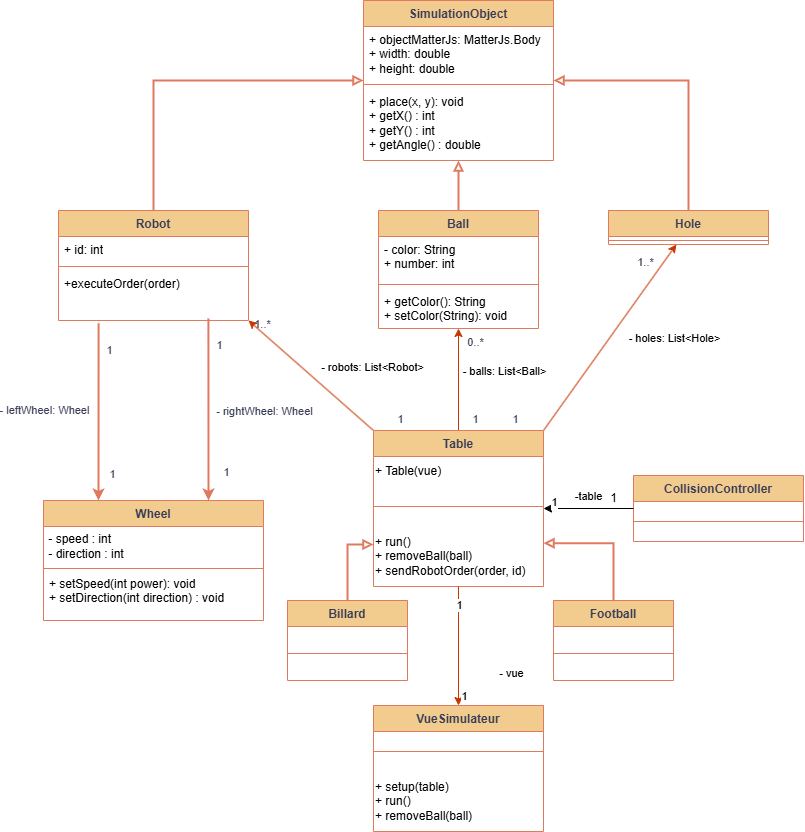 SimulationObject
+ objectMatterJs: MatterJs.Body
+ width: double
+ height: double
+ place(x, y): void
+ getX() : int
+ getY() : int
+ getAngle() : double
Robot
+ id: int
+executeOrder(order)
Ball
- color: String
+ number: int
+ getColor(): String
+ setColor(String): void
Hole
1..*
1..*
0..*
1
1
- robots: List<Robot>
- balls: List<Ball>
- holes: List<Hole>
- leftWheel: Wheel
- rightWheel: Wheel
1
1
1
1
1
Wheel
- speed : int
- direction : int
+ setSpeed(int power): void
+ setDirection(int direction) : void
Table
+ Table(vue)
+ run()
+ removeBall(ball)
+ sendRobotOrder(order, id)
1
-table
1
CollisionController
Billard
Football
1
- vue
1
VueSimulateur
+ setup(table)
+ run()
+ removeBall(ball)